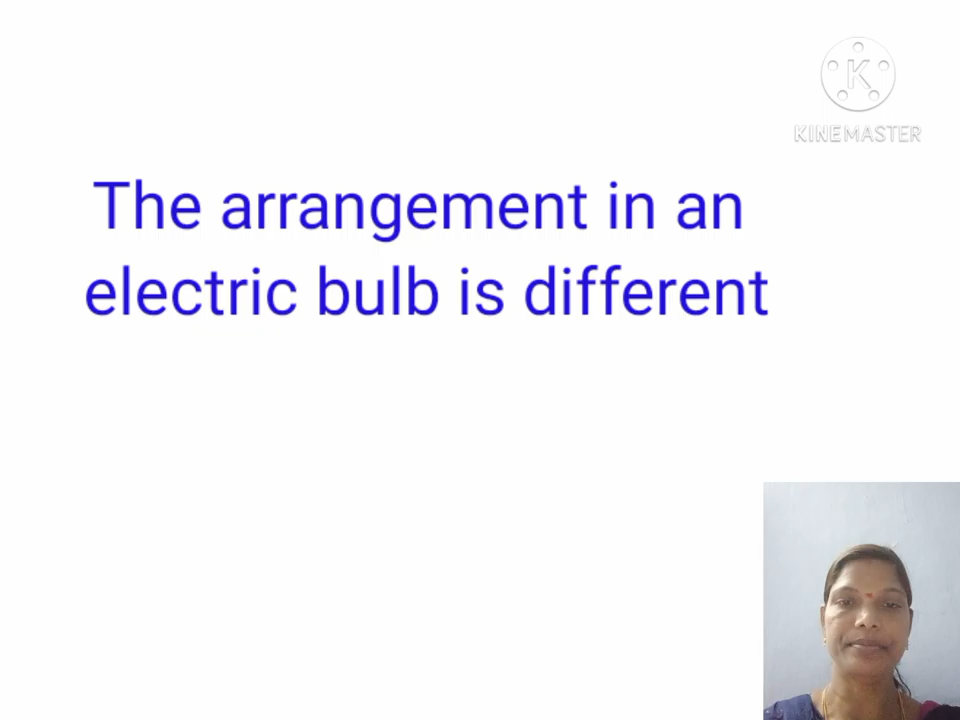 K
KINEMASTER
The arrangement in an
electric bulb is different